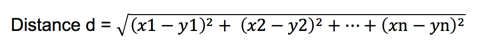 Distance d = √(x1 − y1)² + (x2 − y2)² + ⋯ + (xn − yn)²